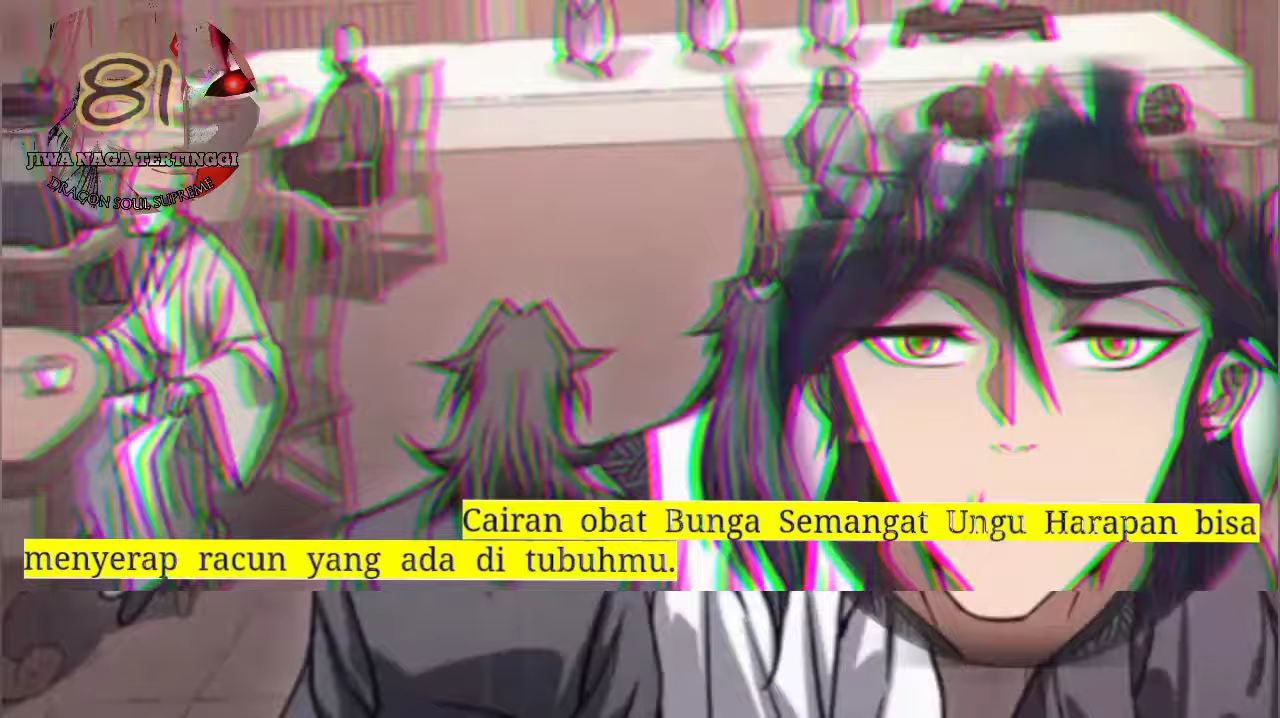 81
JIWA NAGA TERTINGGI
DRAGON SOUL SUPREME
Cairan obat Bunga Semangat Ungu Harapan bisa
menyerap racun yang ada di tubuhmu.